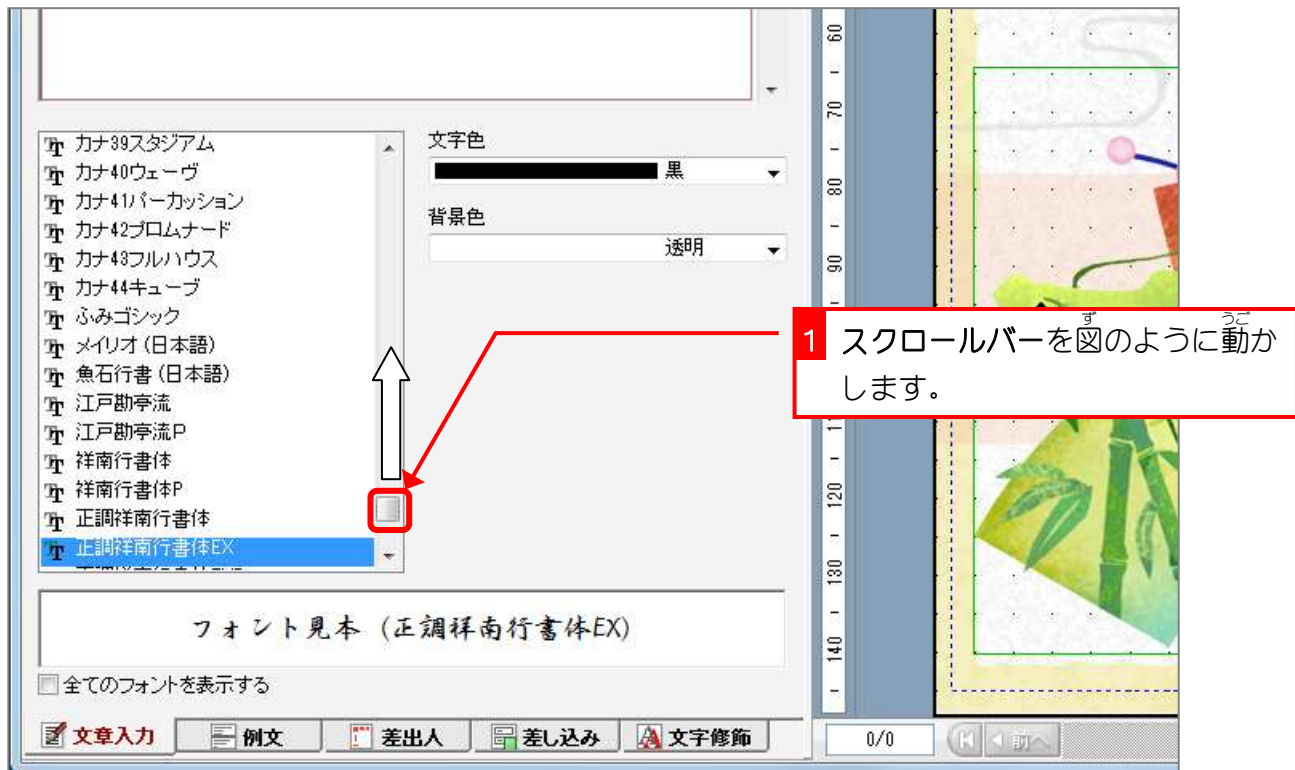 カナ39スタジアム
カナ40ウェーヴ
カナ41パーカッション
カナ42プロムナード
カナ43フルハウス
カナ44キューブ
ふみゴシック
メイリオ (日本語)
魚石行書 (日本語)
江戸勘亭流
江戸勘亭流P
祥南行書体
祥南行書体P
正調祥南行書体
正調祥南行書体EX
文字色
黒
背景色
透明
60
70
80
90
120
130
140
1 スクロールバーを図のように動か
ず うご
します。
フォント見本 (正調祥南行書体EX)
全てのフォントを表示する
文章入力 例文 差出人 差し込み 文字修飾
0/0 前へ